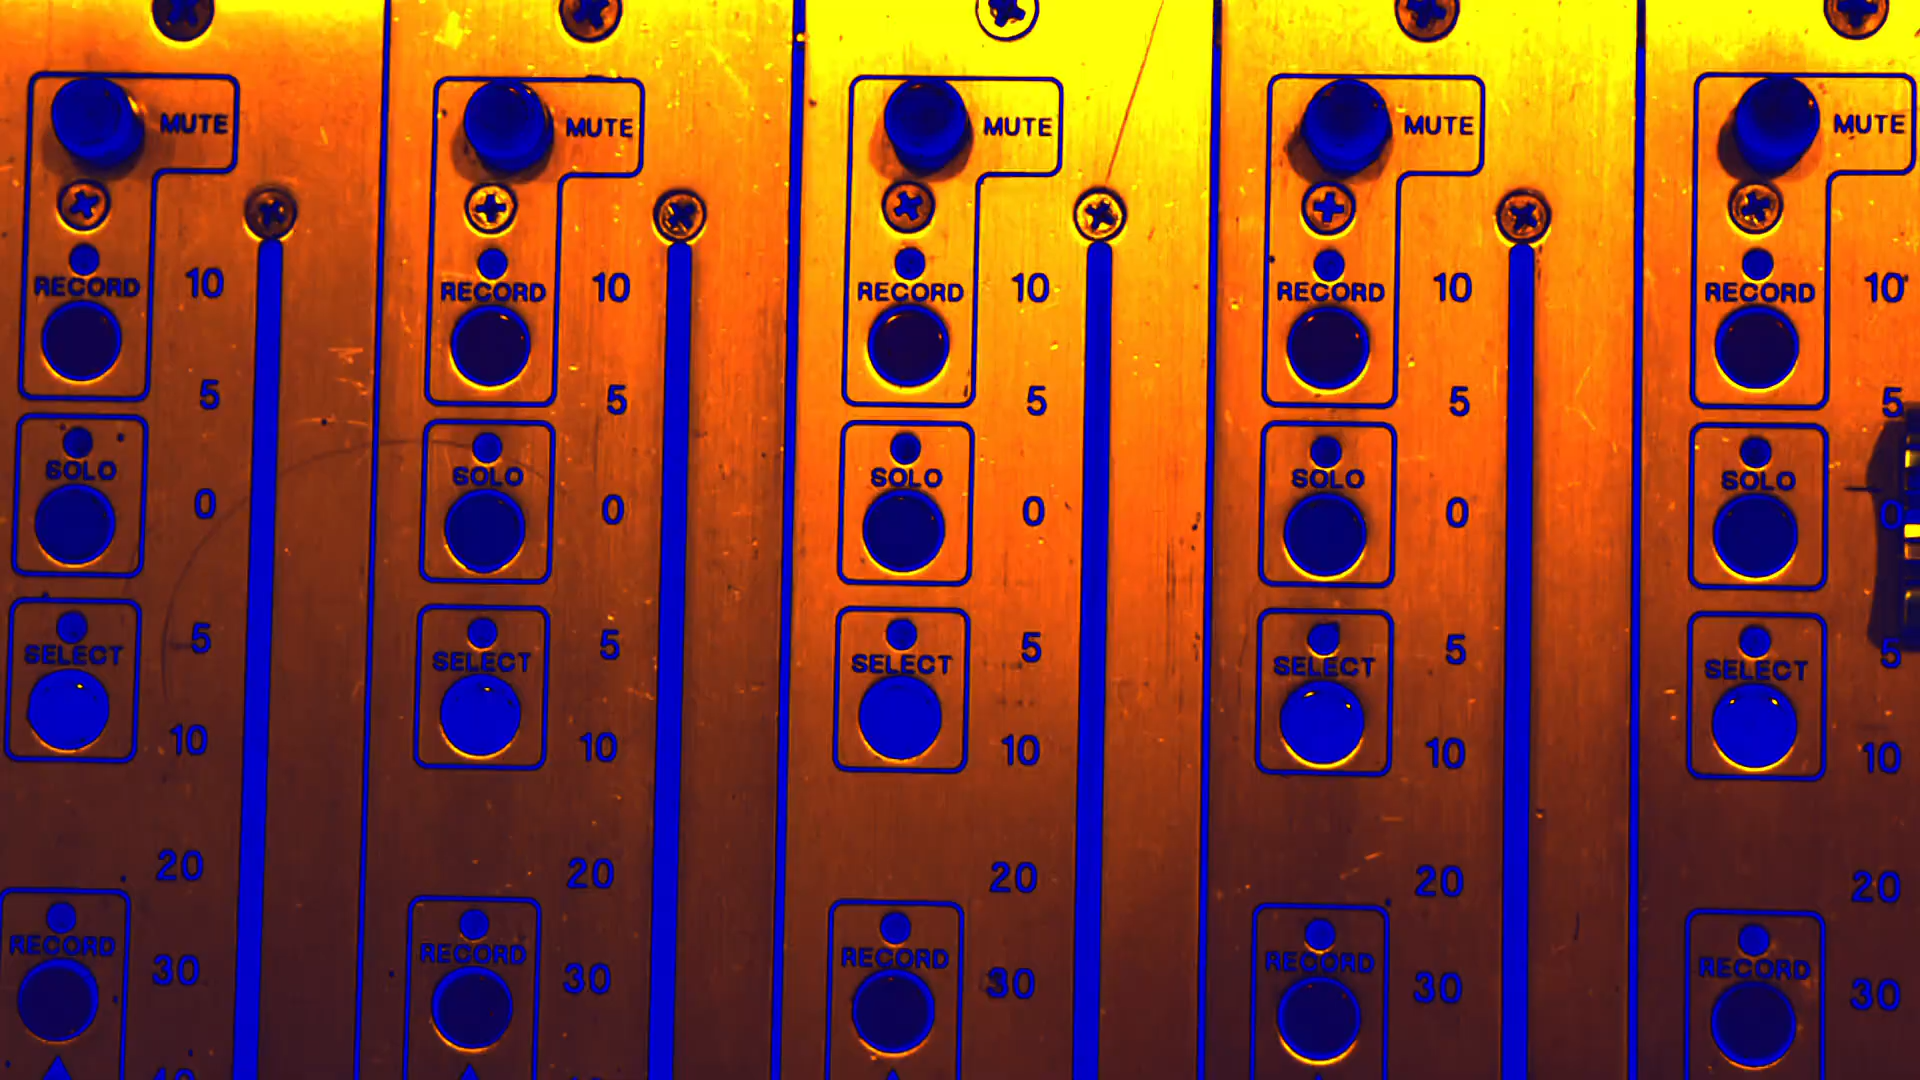 MUTE MUTE MUTE MUTE MUTE
RECORD 10 RECORD 10 RECORD 10 RECORD 10 RECORD 10
5 5 5 5 5
SOLO SOLO SOLO SOLO SOLO
0 0 0 0 0
5 5 5 5 5
SELECT SELECT SELECT SELECT SELECT
10 10 10 10 10
20 20 20 20 20
RECORD RECORD RECORD RECORD RECORD
30 30 30 30 30